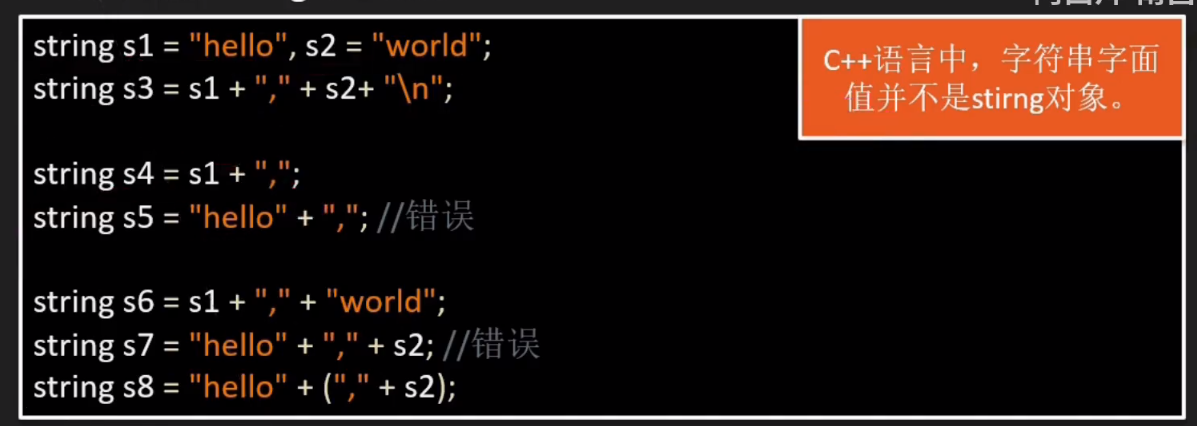 string s1 = "hello", s2 = "world";
string s3 = s1 + "," + s2+ "\n";
string s4 = s1 + ",";
string s5 = "hello" + ","; //错误
string s6 = s1 + "," + "world";
string s7 = "hello" + "," + s2; //错误
string s8 = "hello" + ("," + s2);
C++语言中，字符串字面
值并不是stirng对象。